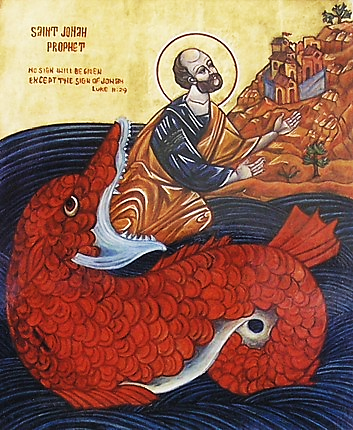 SAINT JONAH
PROPHET
NO SIGN WILL BE GIVEN
EXCEPT THE SIGN OF JONAH
LUKE 11:29